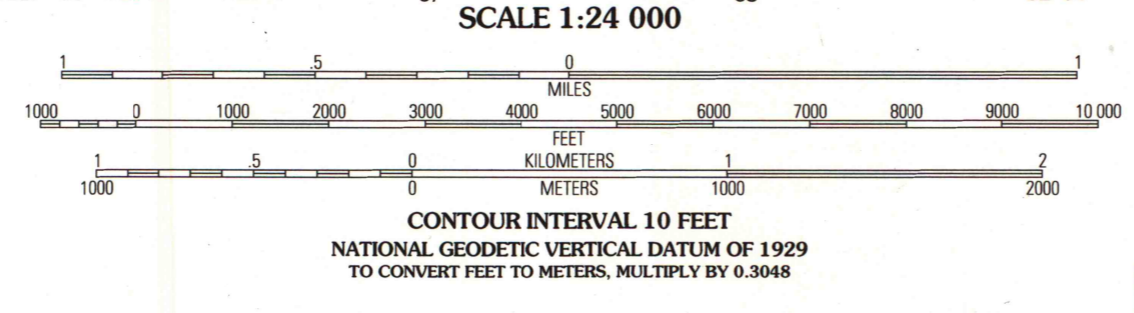 SCALE 1:24 000
1 .5 0 1
MILES
1000 0 1000 2000 3000 4000 5000 6000 7000 8000 9000 10 000
FEET
1 .5 0 KILOMETERS 1 2
1000 0 METERS 1000 2000
CONTOUR INTERVAL 10 FEET
NATIONAL GEODETIC VERTICAL DATUM OF 1929
TO CONVERT FEET TO METERS, MULTIPLY BY 0.3048